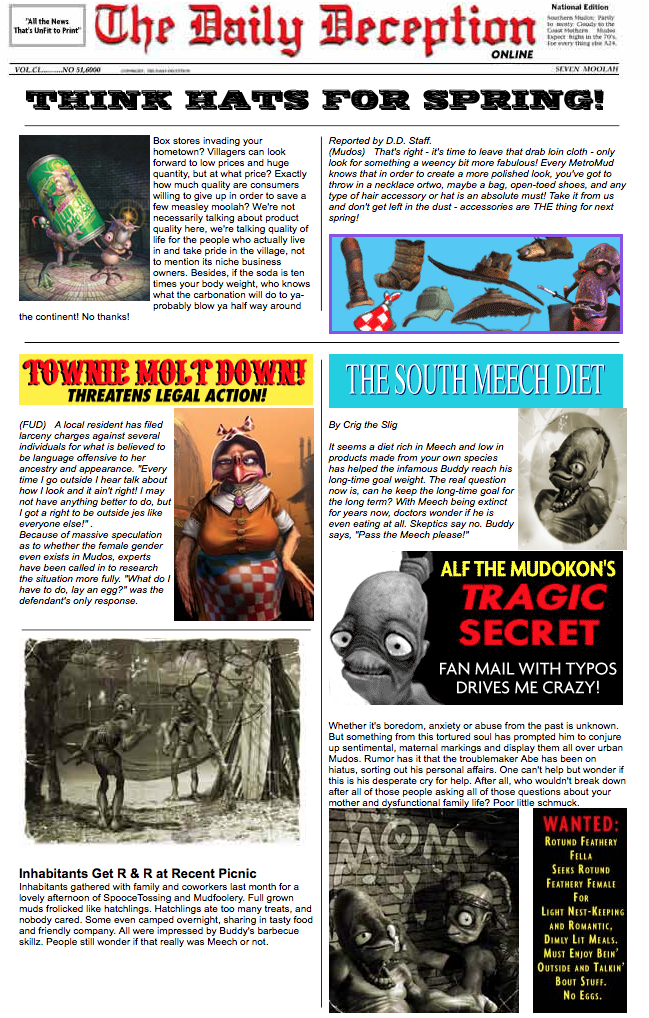 "All the News
That's UnFit to Print"
The Daily Deception
ONLINE
National Edition
Southern Mudos: Partly
to mostly Cloudy to the
Coast Mothern Mudos
Expect highs in the 70's.
For every thing else A24.
VOL.CL..........NO 51,6000
COPYRIGHT: THE DAILY DECEPTION
SEVEN MOOLAH
THINK HATS FOR SPRING!
Box stores invading your
hometown? Villagers can look
forward to low prices and huge
quantity, but at what price? Exactly
how much quality are consumers
willing to give up in order to save a
few measley moolah? We're not
necessarily talking about product
quality here, we're talking quality of
life for the people who actually live
in and take pride in the village, not
to mention its niche business
owners. Besides, if the soda is ten
times your body weight, who knows
what the carbonation will do to ya-
probably blow ya half way around
the continent! No thanks!
Reported by D.D. Staff.
(Mudos) That's right - it's time to leave that drab loin cloth - only
look for something a weency bit more fabulous! Every MetroMud
knows that in order to create a more polished look, you've got to
throw in a necklace ortwo, maybe a bag, open-toed shoes, and any
type of hair accessory or hat is an absolute must! Take it from us
and don't get left in the dust - accessories are THE thing for next
spring!
TOWNIE MOLT DOWN!
THREATENS LEGAL ACTION!
(FUD) A local resident has filed
larceny charges against several
individuals for what is believed to
be language offensive to her
ancestry and appearance. "Every
time I go outside I hear talk about
how I look and it ain't right! I may
not have anything better to do, but
I got a right to be outside jes like
everyone else!" .
Because of massive speculation
as to whether the female gender
even exists in Mudos, experts
have been called in to research
the situation more fully. "What do I
have to do, lay an egg?" was the
defendant's only response.
THE SOUTH MEECH DIET
By Crig the Slig
It seems a diet rich in Meech and low in
products made from your own species
has helped the infamous Buddy reach his
long-time goal weight. The real question
now is, can he keep the long-time goal for
the long term? With Meech being extinct
for years now, doctors wonder if he is
even eating at all. Skeptics say no. Buddy
says, "Pass the Meech please!"
ALF THE MUDOKON'S
TRAGIC
SECRET
FAN MAIL WITH TYPOS
DRIVES ME CRAZY!
Whether it's boredom, anxiety or abuse from the past is unknown.
But something from this tortured soul has prompted him to conjure
up sentimental, maternal markings and display them all over urban
Mudos. Rumor has it that the troublemaker Abe has been on
hiatus, sorting out his personal affairs. One can't help but wonder if
this is his desperate cry for help. After all, who wouldn't break down
after all of those people asking all of those questions about your
mother and dysfunctional family life? Poor little schmuck.
Inhabitants Get R & R at Recent Picnic
Inhabitants gathered with family and coworkers last month for a
lovely afternoon of SpooceTossing and Mudfoolery. Full grown
muds frolicked like hatchlings. Hatchlings ate too many treats, and
nobody cared. Some even camped overnight, sharing in tasty food
and friendly company. All were impressed by Buddy's barbecue
skillz. People still wonder if that really was Meech or not.
MOM
WANTED:
ROTUND FEATHERY
FELLA
SEEKS ROTUND
FEATHERY FEMALE
FOR
LIGHT NEST-KEEPING
AND ROMANTIC,
DIMLY LIT MEALS.
MUST ENJOY BEIN'
OUTSIDE AND TALKIN'
BOUT STUFF.
NO EGGS.